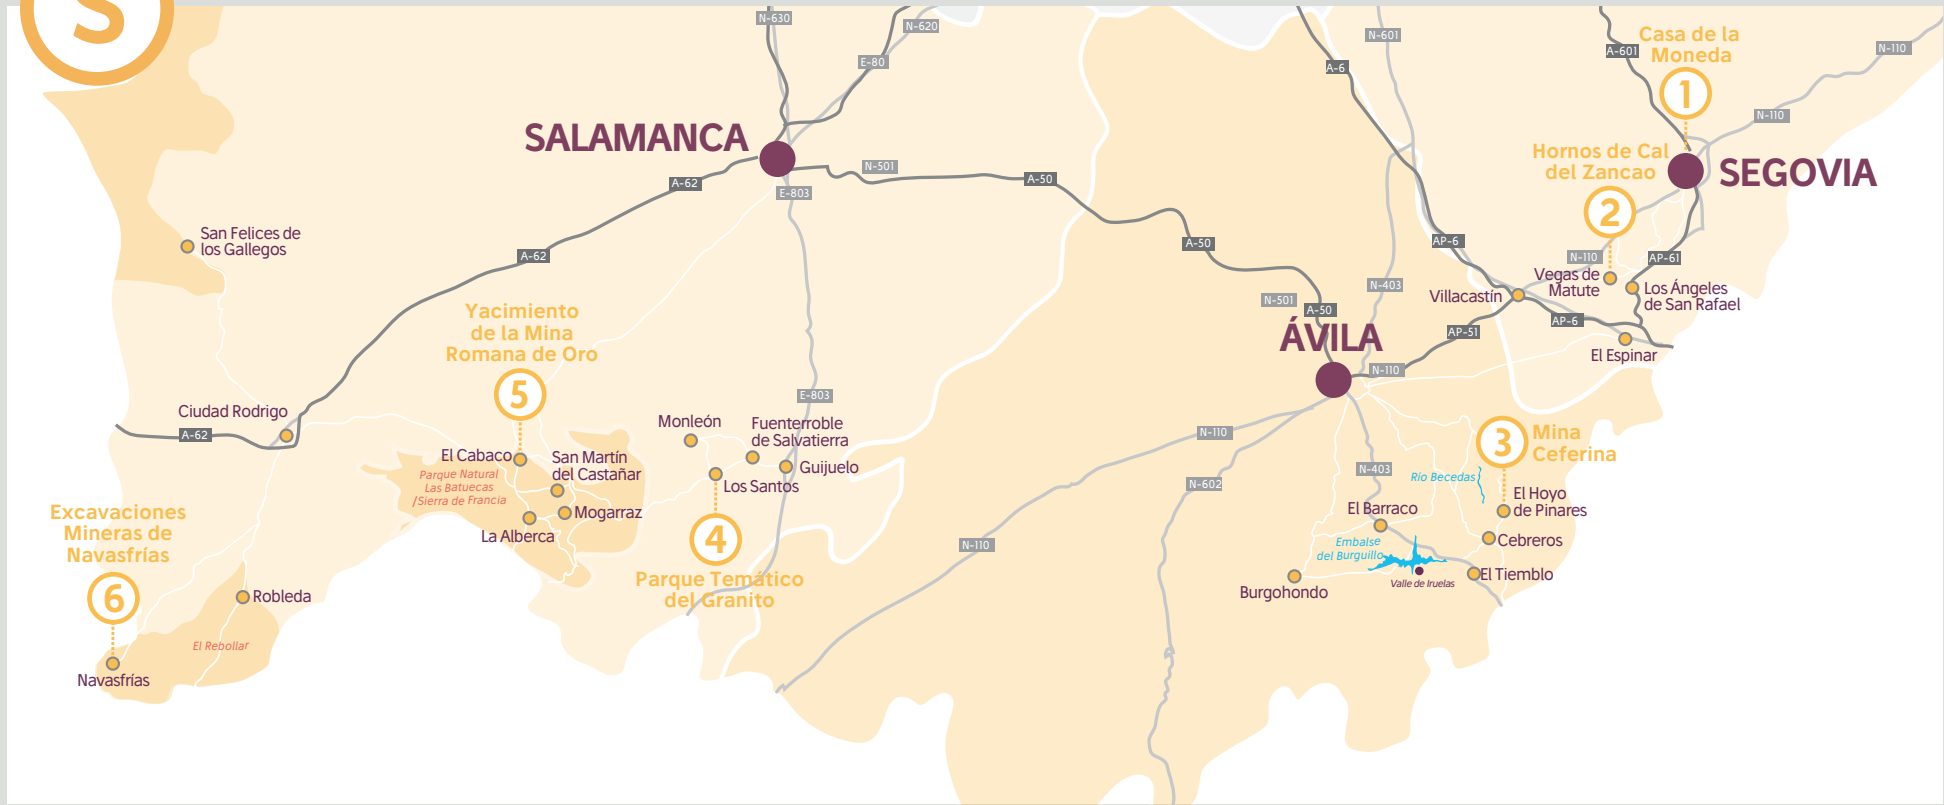 S
N-630
N-620
E-80
SALAMANCA
A-62
N-501
E-803
A-50
A-62
San Felices de
los Gallegos
Yacimiento
de la Mina
Romana de Oro
5
Ciudad Rodrigo
A-62
El Cabaco
San Martín
del Castañar
Parque Natural
Las Batuecas
/Sierra de Francia
Mogarraz
La Alberca
Monleón
Fuenterroble
de Salvatierra
E-803
Guijuelo
Los Santos
4
Parque Temático
del Granito
Excavaciones
Mineras de
Navasfrías
6
Robleda
El Rebollar
Navasfrías
N-601
A-6
A-601
Casa de la
Moneda
1
N-110
N-110
Hornos de Cal
del Zancao
2
SEGOVIA
A-50
AP-6
N-110
AP-61
Vegas de
Matute
Los Ángeles
de San Rafael
Villacastín
N-403
N-501
A-50
ÁVILA
AP-51
AP-6
El Espinar
N-110
N-110
N-403
N-602
N-110
3
Mina
Ceferina
Río Becedas
El Hoyo
de Pinares
El Barraco
Cebreros
Embalse
del Burguillo
El Tiemblo
Valle de Iruelas
Burgohondo